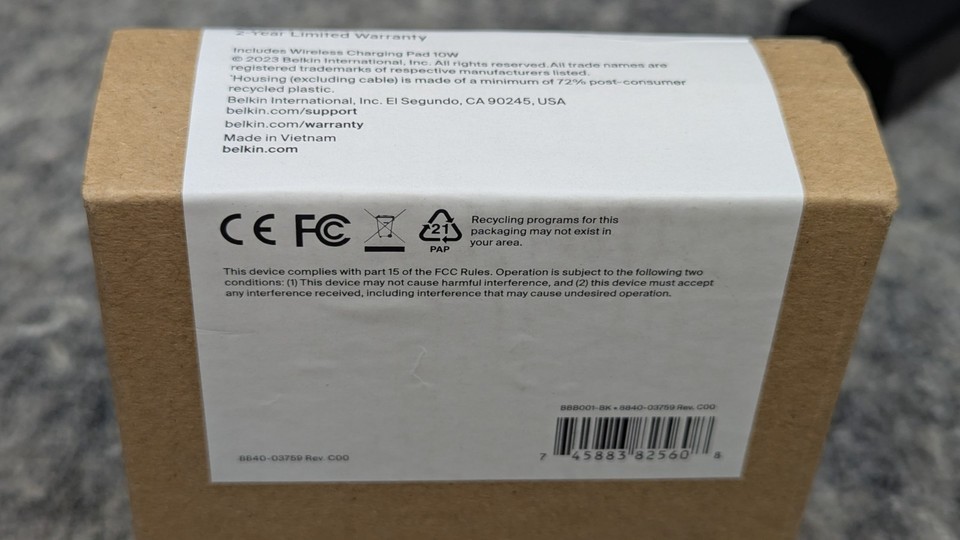 2-Year Limited Warranty
Includes Wireless Charging Pad 10W
© 2023 Belkin International, Inc. All rights reserved.All trade names are
registered trademarks of respective manufacturers listed.
*Housing (excluding cable) is made of a minimum of 72% post-consumer
recycled plastic.
Belkin International, Inc. El Segundo, CA 90245, USA
belkin.com/support
belkin.com/warranty
Made in Vietnam
belkin.com
CE FC
21
PAP
Recycling programs for this
packaging may not exist in
your area.
This device complies with part 15 of the FCC Rules. Operation is subject to the following two
conditions: (1) This device may not cause harmful interference, and (2) this device must accept
any interference received, including interference that may cause undesired operation.
BBB001-BK • 8840-03759 Rev. C00
7 45883 82560 8
8840-03759 Rev. C00